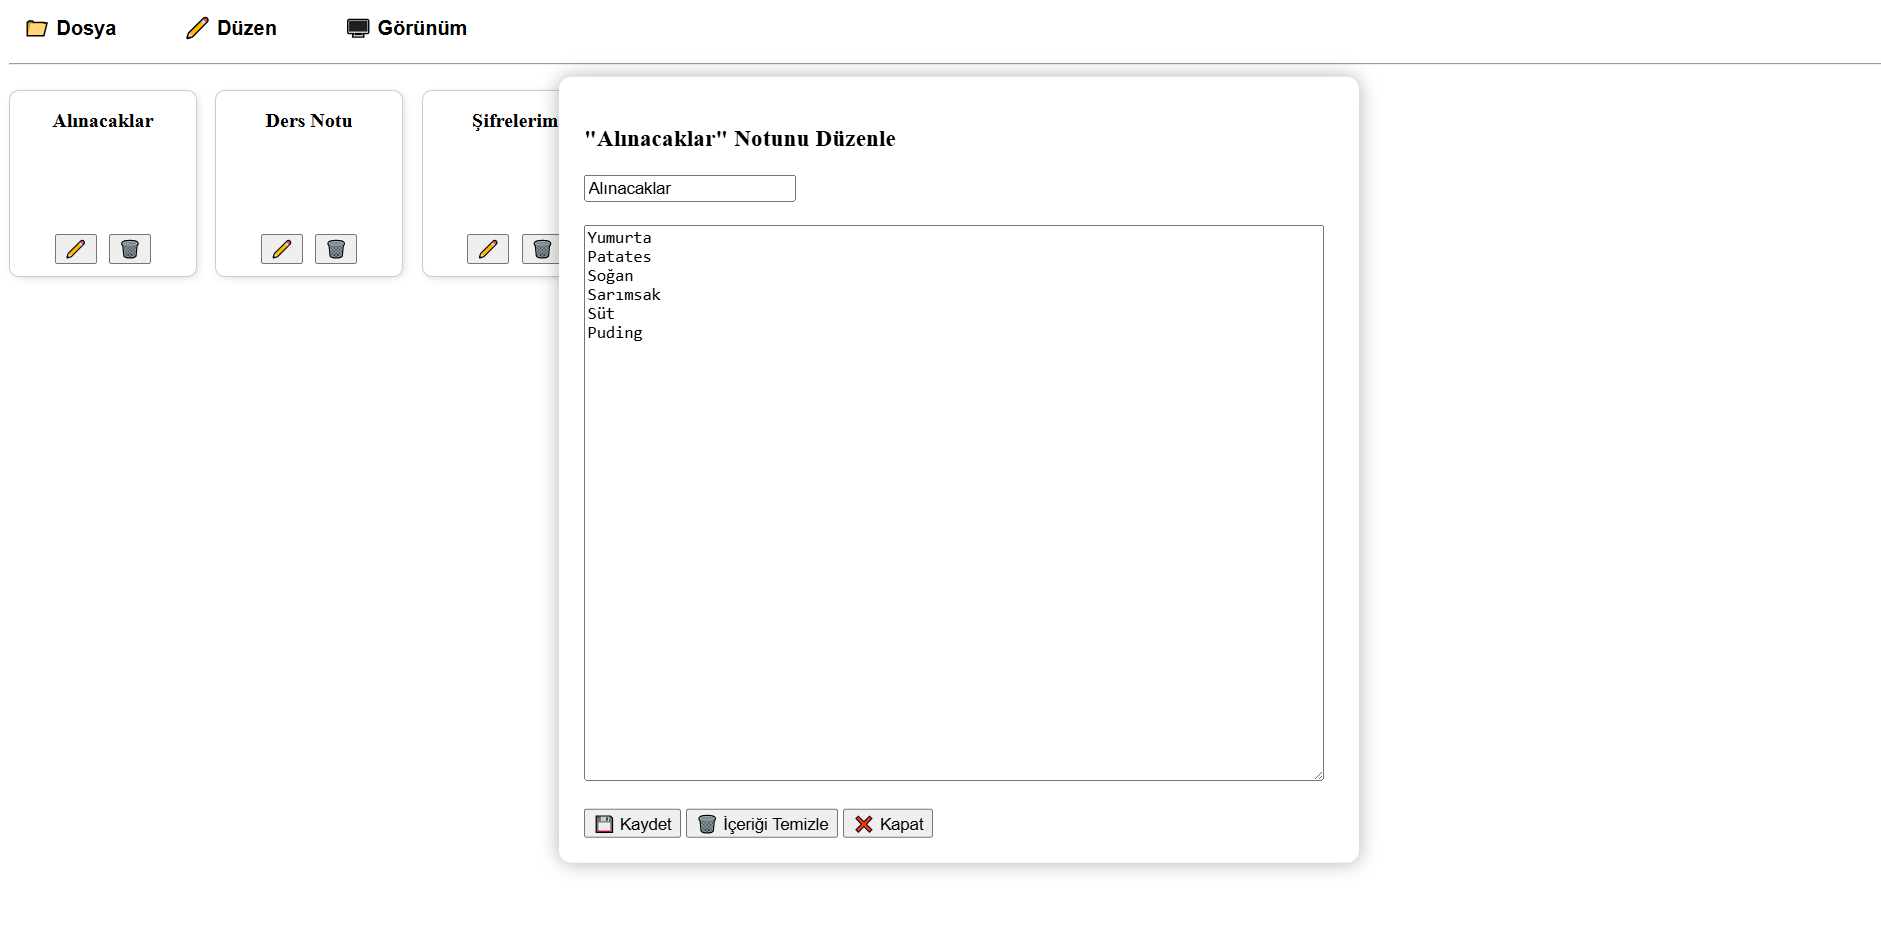 Dosya Düzen Görünüm
Alınacaklar Ders Notu Şifrelerim
"Alınacaklar" Notunu Düzenle
Alınacaklar
Yumurta
Patates
Soğan
Sarımsak
Süt
Puding
Kaydet İçeriği Temizle Kapat